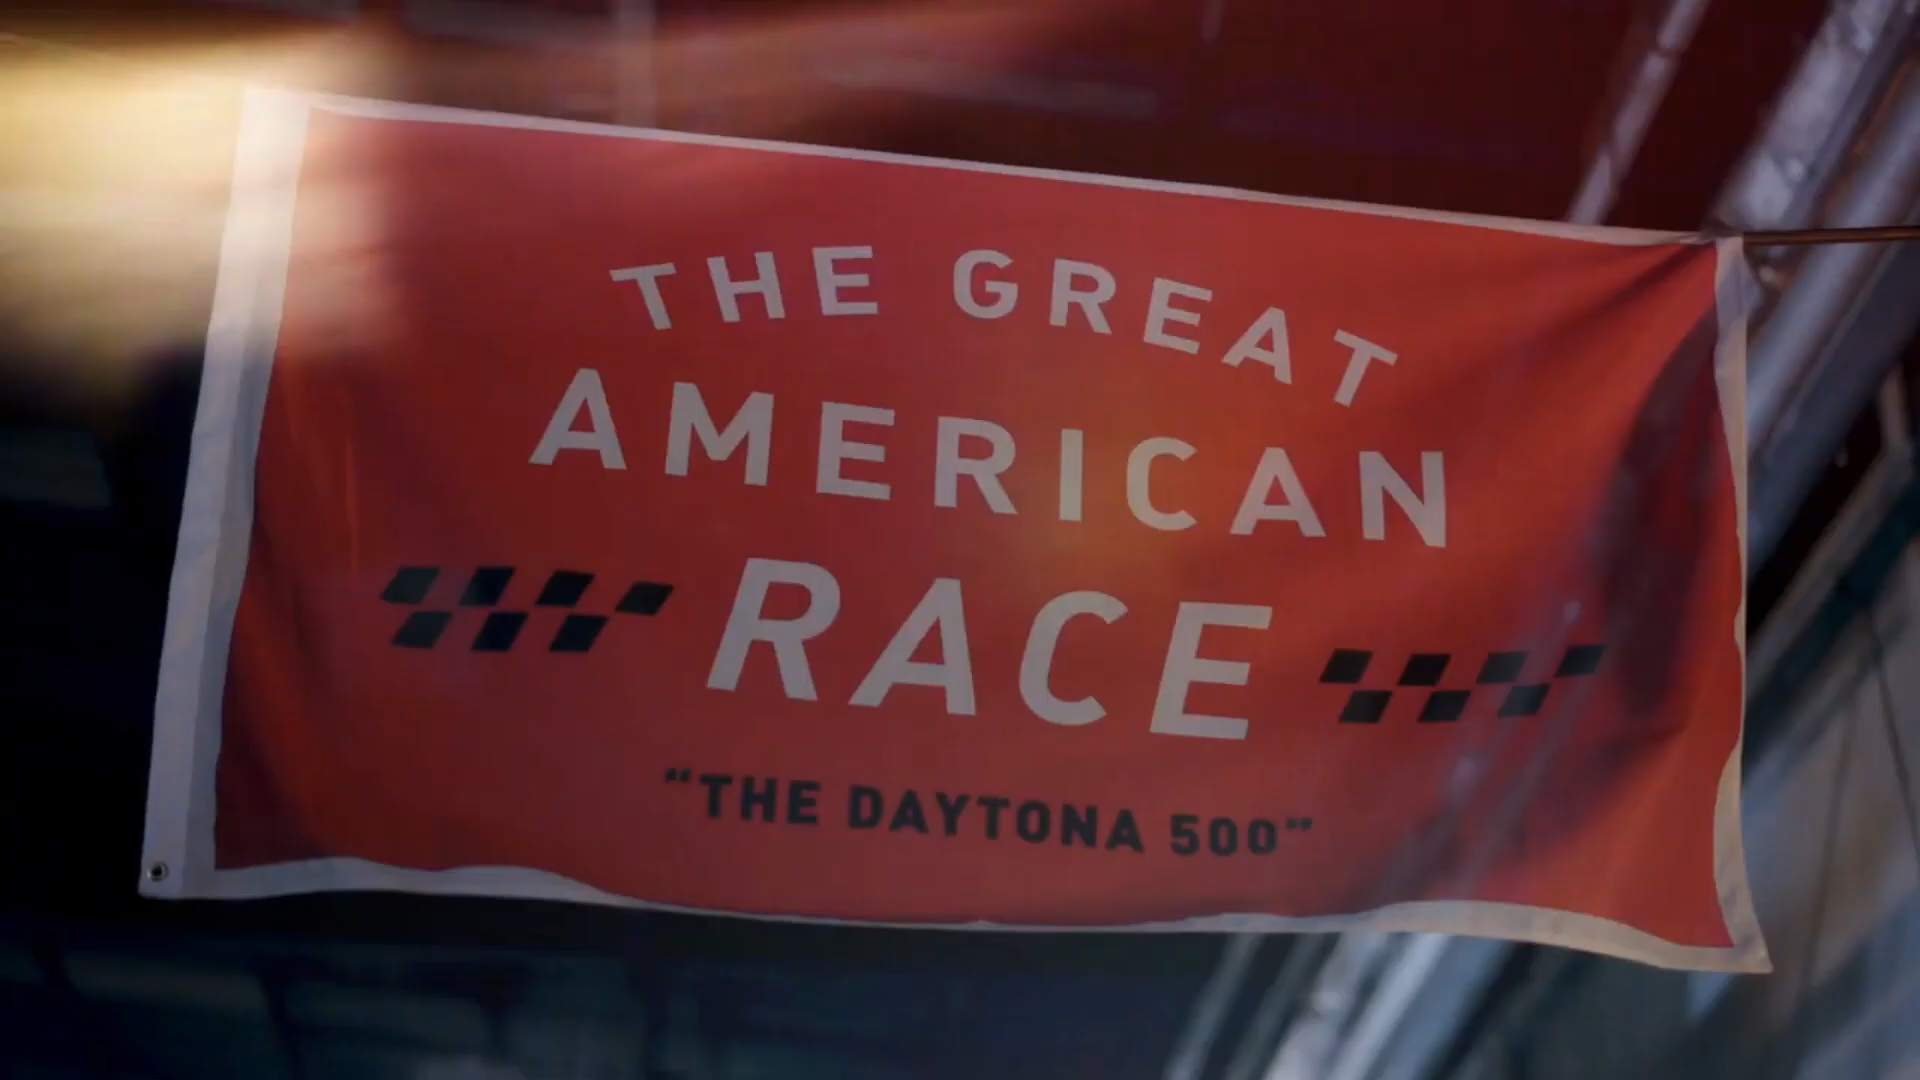 THE GREAT
AMERICAN
RACE
“THE DAYTONA 500”